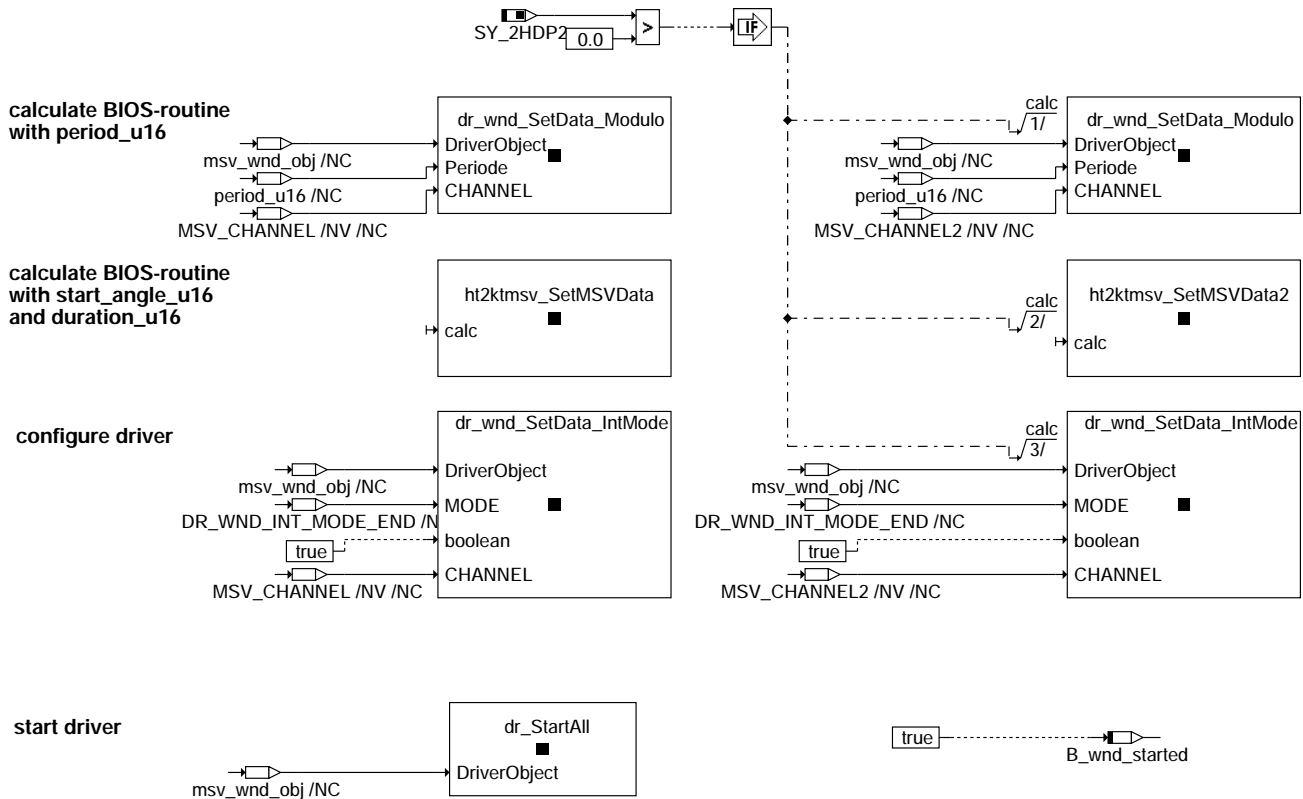 SY_2HDP2
0.0
>
IF
calculate BIOS-routine
with period_u16
dr_wnd_SetData_Modulo
DriverObject
Periode
CHANNEL
msv_wnd_obj /NC
period_u16 /NC
MSV_CHANNEL /NV /NC
calc
1/
dr_wnd_SetData_Modulo
DriverObject
Periode
CHANNEL
msv_wnd_obj /NC
period_u16 /NC
MSV_CHANNEL2 /NV /NC
calculate BIOS-routine
with start_angle_u16
and duration_u16
ht2ktmsv_SetMSVData
calc
calc
2/
ht2ktmsv_SetMSVData2
calc
configure driver
dr_wnd_SetData_IntMode
DriverObject
MODE
boolean
CHANNEL
msv_wnd_obj /NC
DR_WND_INT_MODE_END /N
true
MSV_CHANNEL /NV /NC
calc
3/
dr_wnd_SetData_IntMode
DriverObject
MODE
boolean
CHANNEL
msv_wnd_obj /NC
DR_WND_INT_MODE_END /NC
true
MSV_CHANNEL2 /NV /NC
start driver
dr_StartAll
DriverObject
msv_wnd_obj /NC
true
B_wnd_started